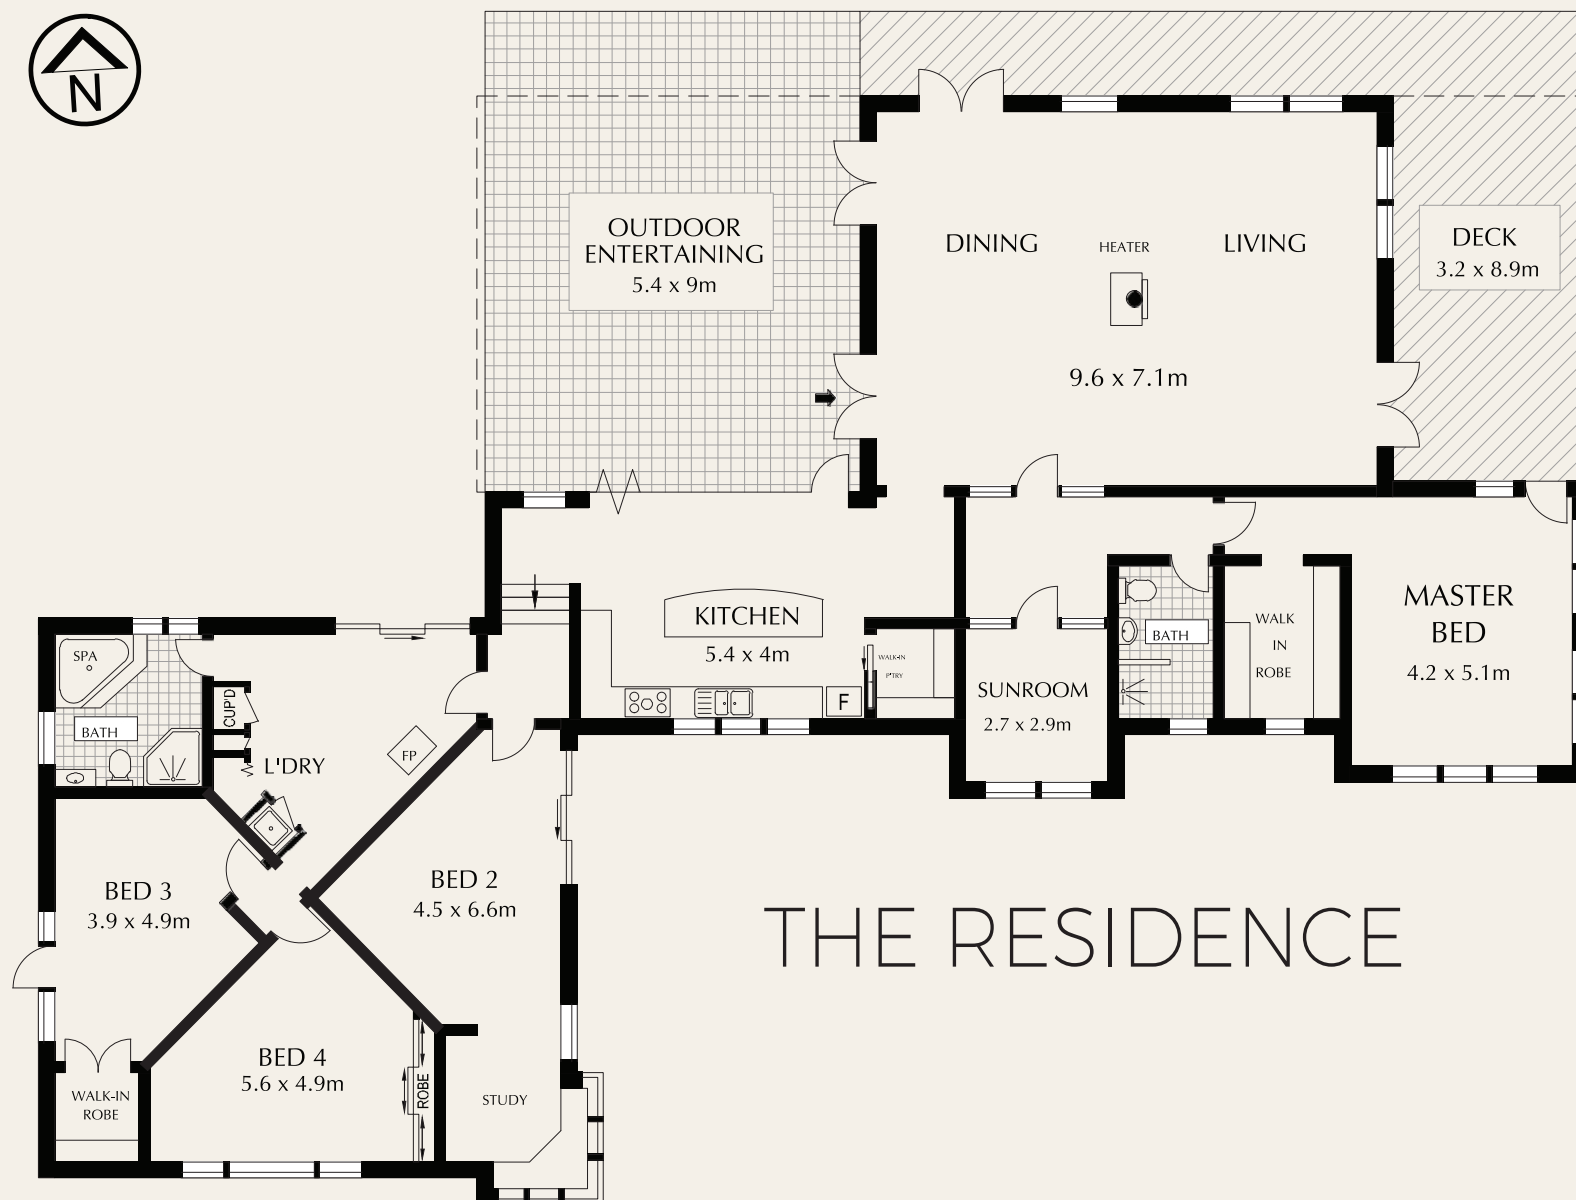 N
OUTDOOR
ENTERTAINING
5.4 x 9m
DINING
HEATER
LIVING
9.6 x 7.1m
DECK
3.2 x 8.9m
KITCHEN
5.4 x 4m
F
WALK-IN
P'TRY
SUNROOM
2.7 x 2.9m
BATH
WALK
IN
ROBE
MASTER
BED
4.2 x 5.1m
SPA
BATH
CUP'D
L'DRY
FP
BED 3
3.9 x 4.9m
BED 2
4.5 x 6.6m
THE RESIDENCE
BED 4
5.6 x 4.9m
ROBE
WALK-IN
ROBE
STUDY